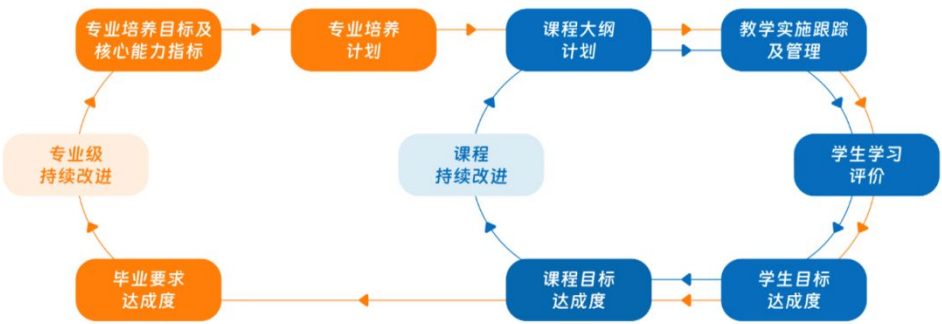 专业培养目标及
核心能力指标
专业培养
计划
课程大纲
计划
教学实施跟踪
及管理
专业级
持续改进
课程
持续改进
学生学习
评价
毕业要求
达成度
课程目标
达成度
学生目标
达成度